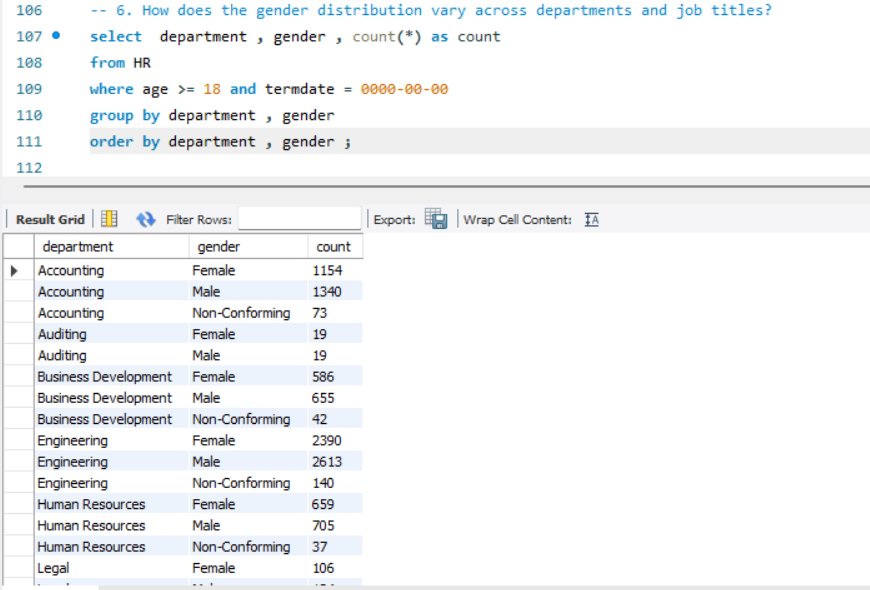 106 -- 6. How does the gender distribution vary across departments and job titles?
107 select department , gender , count(*) as count
108 from HR
109 where age >= 18 and termdate = 0000-00-00
110 group by department , gender
111 order by department , gender ;
112
Result Grid Filter Rows: Export: Wrap Cell Content: IA
department gender count
Accounting Female 1154
Accounting Male 1340
Accounting Non-Conforming 73
Auditing Female 19
Auditing Male 19
Business Development Female 586
Business Development Male 655
Business Development Non-Conforming 42
Engineering Female 2390
Engineering Male 2613
Engineering Non-Conforming 140
Human Resources Female 659
Human Resources Male 705
Human Resources Non-Conforming 37
Legal Female 106